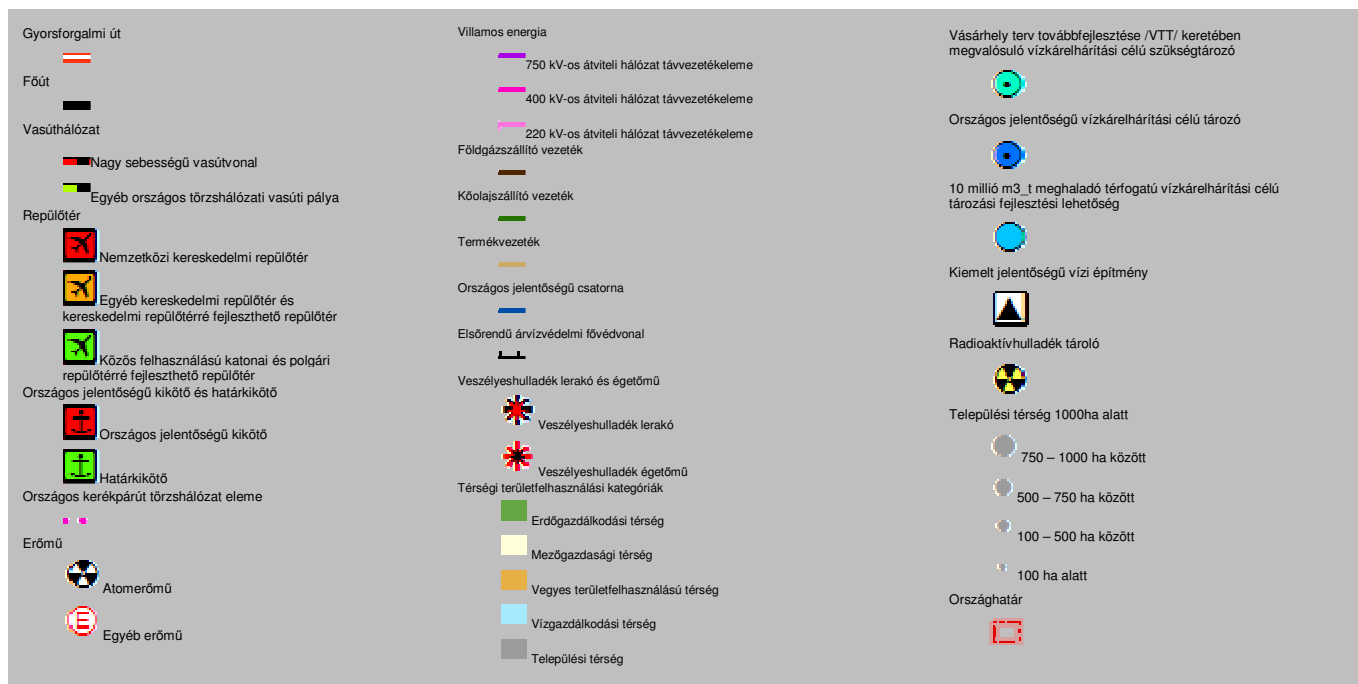 Gyorsforgalmi út
Főút
Vasúthálózat
Nagy sebességű vasútvonal
Egyéb országos törzshálózati vasúti pálya
Repülőtér
Nemzetközi kereskedelmi repülőtér
Egyéb kereskedelmi repülőtér és
kereskedelmi repülőtérré fejleszthető repülőtér
Közös felhasználású katonai és polgári
repülőtérré fejleszthető repülőtér
Országos jelentőségű kikötő és határkikötő
Országos jelentőségű kikötő
Határkikötő
Országos kerékpárút törzshálózat eleme
Erőmű
Atomerőmű
E
Egyéb erőmű
Villamos energia
750 kV-os átviteli hálózat távvezetékeleme
400 kV-os átviteli hálózat távvezetékeleme
220 kV-os átviteli hálózat távvezetékeleme
Földgázszállító vezeték
Kőolajszállító vezeték
Termékvezeték
Országos jelentőségű csatorna
Elsőrendű árvízvédelmi fővédvonal
Veszélyeshulladék lerakó és égetőmű
Veszélyeshulladék lerakó
Veszélyeshulladék égetőmű
Térségi területfelhasználási kategóriák
Erdőgazdálkodási térség
Mezőgazdasági térség
Vegyes területfelhasználású térség
Vízgazdálkodási térség
Települési térség
Vásárhely terv továbbfejlesztése /VTT/ keretében
megvalósuló vízkárelhárítási célú szükségtározó
Országos jelentőségű vízkárelhárítási célú tározó
10 millió m3_t meghaladó térfogatú vízkárelhárítási célú
tározási fejlesztési lehetőség
Kiemelt jelentőségű vízi építmény
Radioaktívhulladék tároló
Települési térség 1000ha alatt
750 – 1000 ha között
500 – 750 ha között
100 – 500 ha között
100 ha alatt
Országhatár